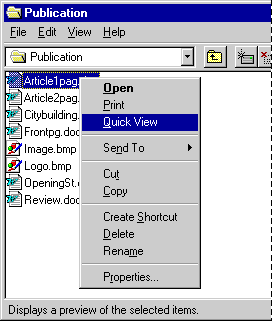 Publication
File Edit View Help
Publication
Article1pag.
Open
Article2pag.
Print
Citybuilding.
Quick View
Frontpg.doc
Send To
Image.bmp
Logo.bmp
Cut
OpeningSt.d
Copy
Review.doc
Create Shortcut
Delete
Rename
Properties...
Displays a preview of the selected items.